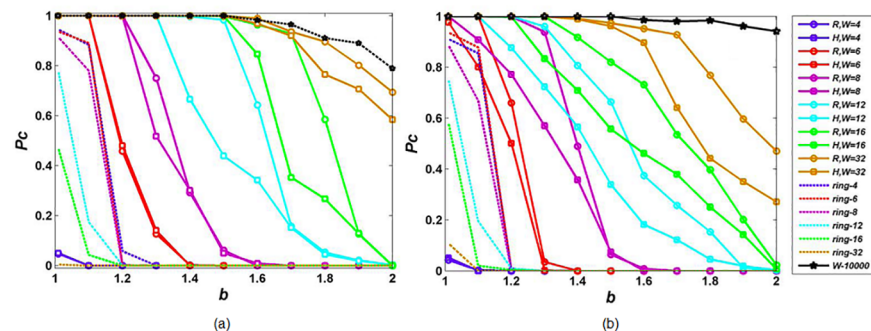 (a)
1
0.8
0.6
0.4
0.2
0
Pc
1
1.2
1.4
1.6
1.8
2
b
(a)
(b)
1
0.8
0.6
0.4
0.2
0
1
1.2
1.4
1.6
1.8
2
b
(b)
R,W=4
H,W=4
R,W=6
H,W=6
R,W=8
H,W=8
R,W=12
H,W=12
R,W=16
H,W=16
R,W=32
H,W=32
ring-4
ring-6
ring-8
ring-12
ring-16
ring-32
W-10000